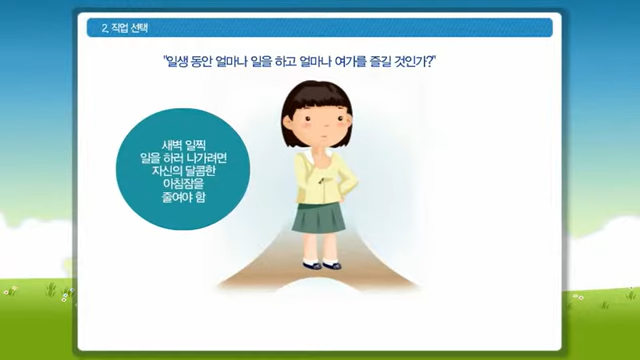 2. 직업 선택
"일생 동안 얼마나 일을 하고 얼마나 여가를 즐길 것인가?"
새벽 일찍
일을 하러 나가려면
자신의 달콤한
아침잠을
줄여야 함